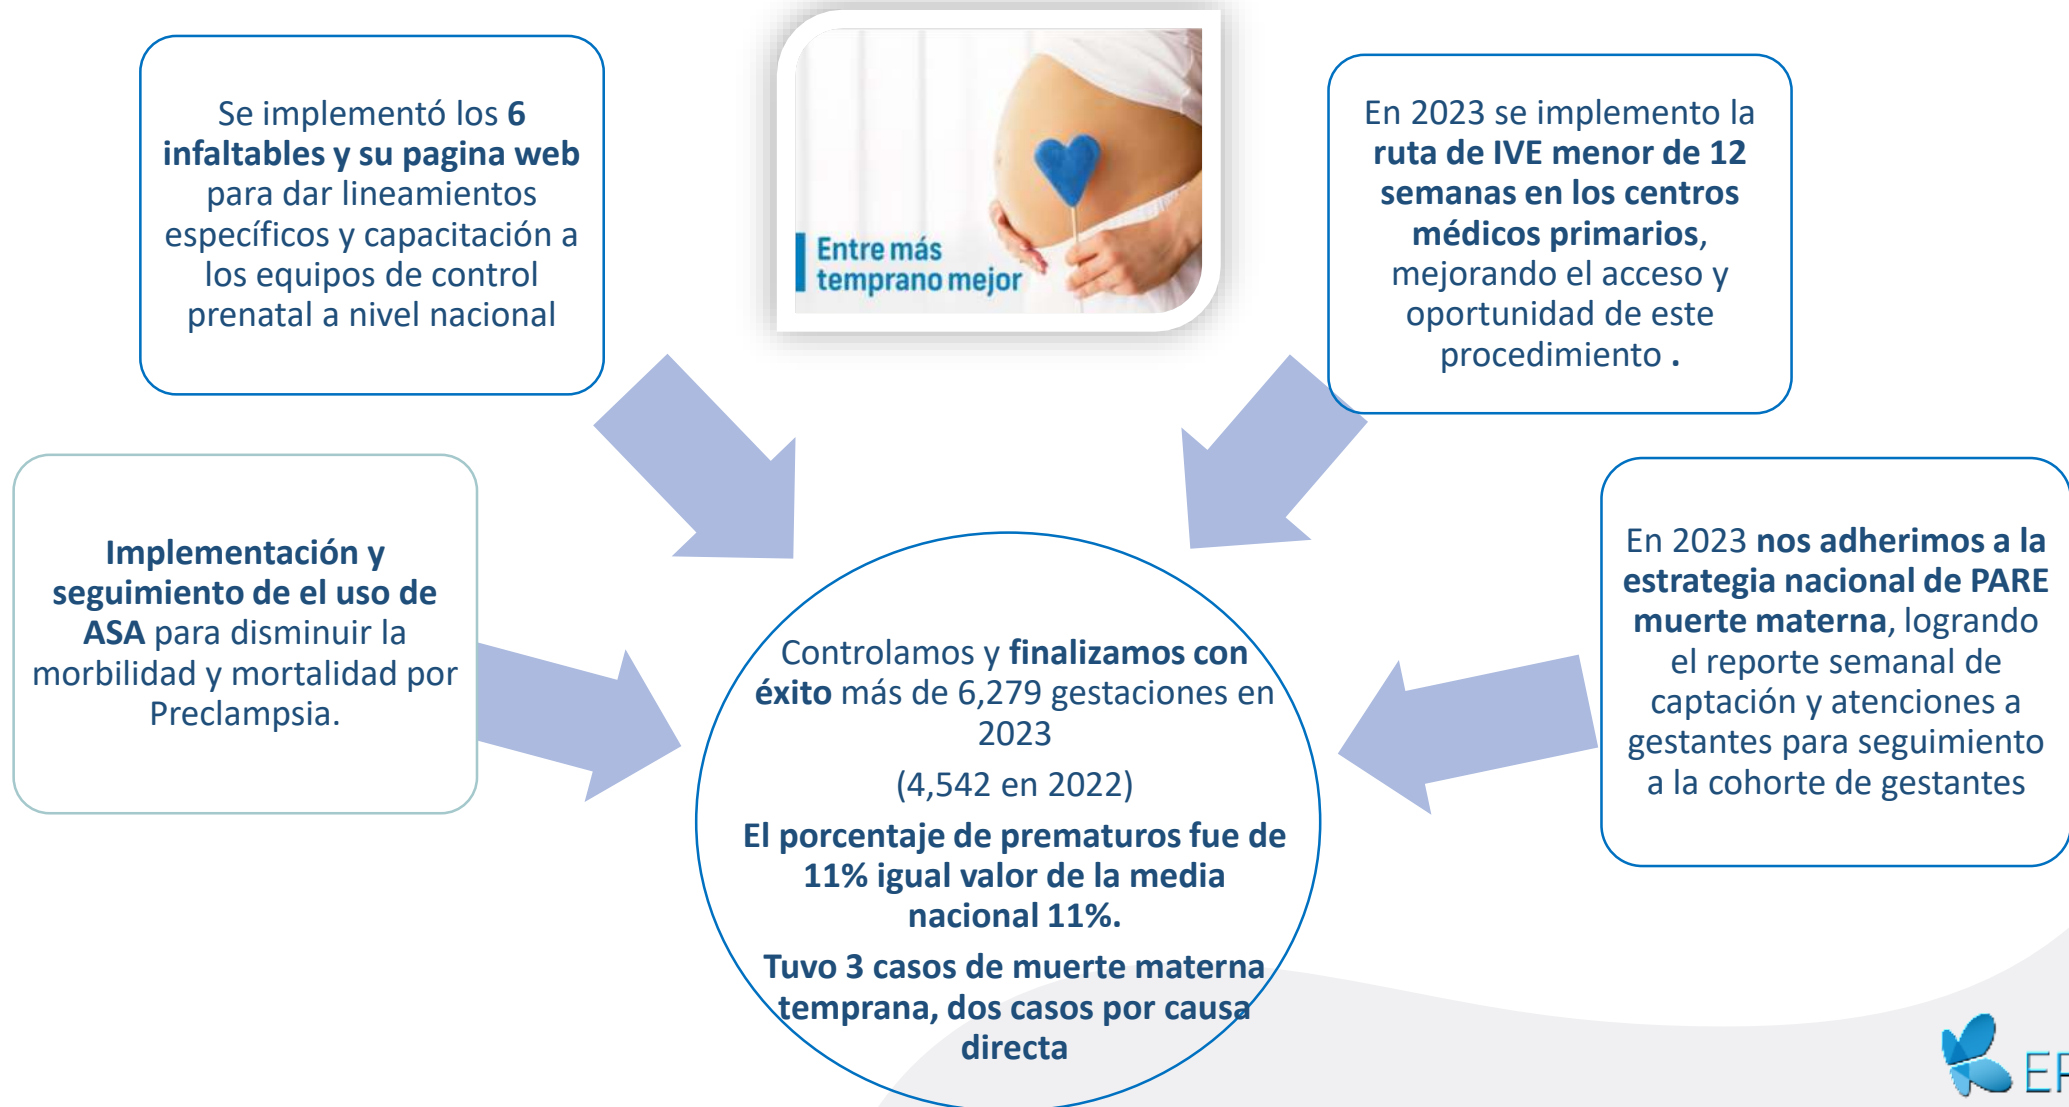 Se implementó los 6
infaltables y su pagina web
para dar lineamientos
específicos y capacitación a
los equipos de control
prenatal a nivel nacional
Entre más
temprano mejor
En 2023 se implemento la
ruta de IVE menor de 12
semanas en los centros
médicos primarios,
mejorando el acceso y
oportunidad de este
procedimiento .
Implementación y
seguimiento de el uso de
ASA para disminuir la
morbilidad y mortalidad por
Preclampsia.
En 2023 nos adherimos a la
estrategia nacional de PARE
muerte materna, logrando
el reporte semanal de
captación y atenciones a
gestantes para seguimiento
a la cohorte de gestantes
Controlamos y finalizamos con
éxito más de 6,279 gestaciones en
2023
(4,542 en 2022)
El porcentaje de prematuros fue de
11% igual valor de la media
nacional 11%.
Tuvo 3 casos de muerte materna
temprana, dos casos por causa
directa